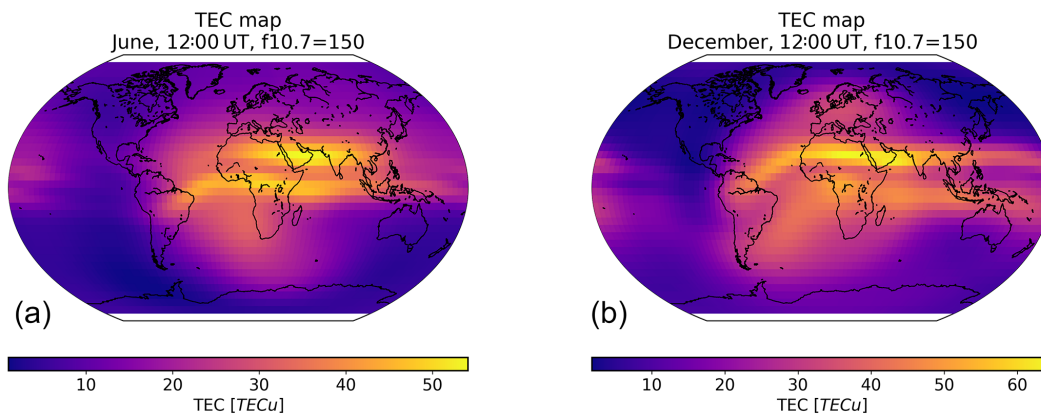 TEC map
June, 12:00 UT, f10.7=150
(a)
10 20 30 40 50
TEC [TECu]
TEC map
December, 12:00 UT, f10.7=150
(b)
10 20 30 40 50 60
TEC [TECu]